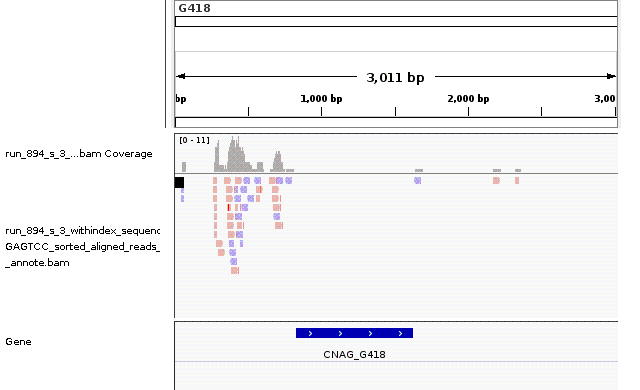 G418
3,011 bp
bp
1,000 bp
2,000 bp
3,00
[0 - 11]
run_894_s_3_...bam Coverage
run_894_s_3_withindex_sequenc
GAGTCC_sorted_aligned_reads_
_annote.bam
Gene
CNAG_G418